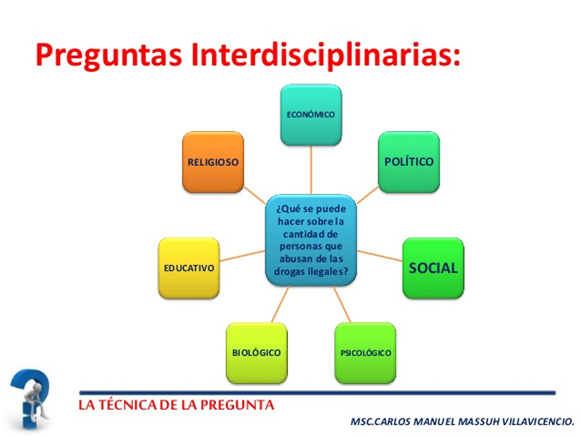 Preguntas Interdisciplinarias:
ECONÓMICO
RELIGIOSO
POLÍTICO
¿Qué se puede
hacer sobre la
cantidad de
personas que
abusan de las
drogas ilegales?
EDUCATIVO
SOCIAL
BIOLÓGICO
PSICOLÓGICO
LA TÉCNICA DE LA PREGUNTA
MSC.CARLOS MANUEL MASSUH VILLAVICENCIO.